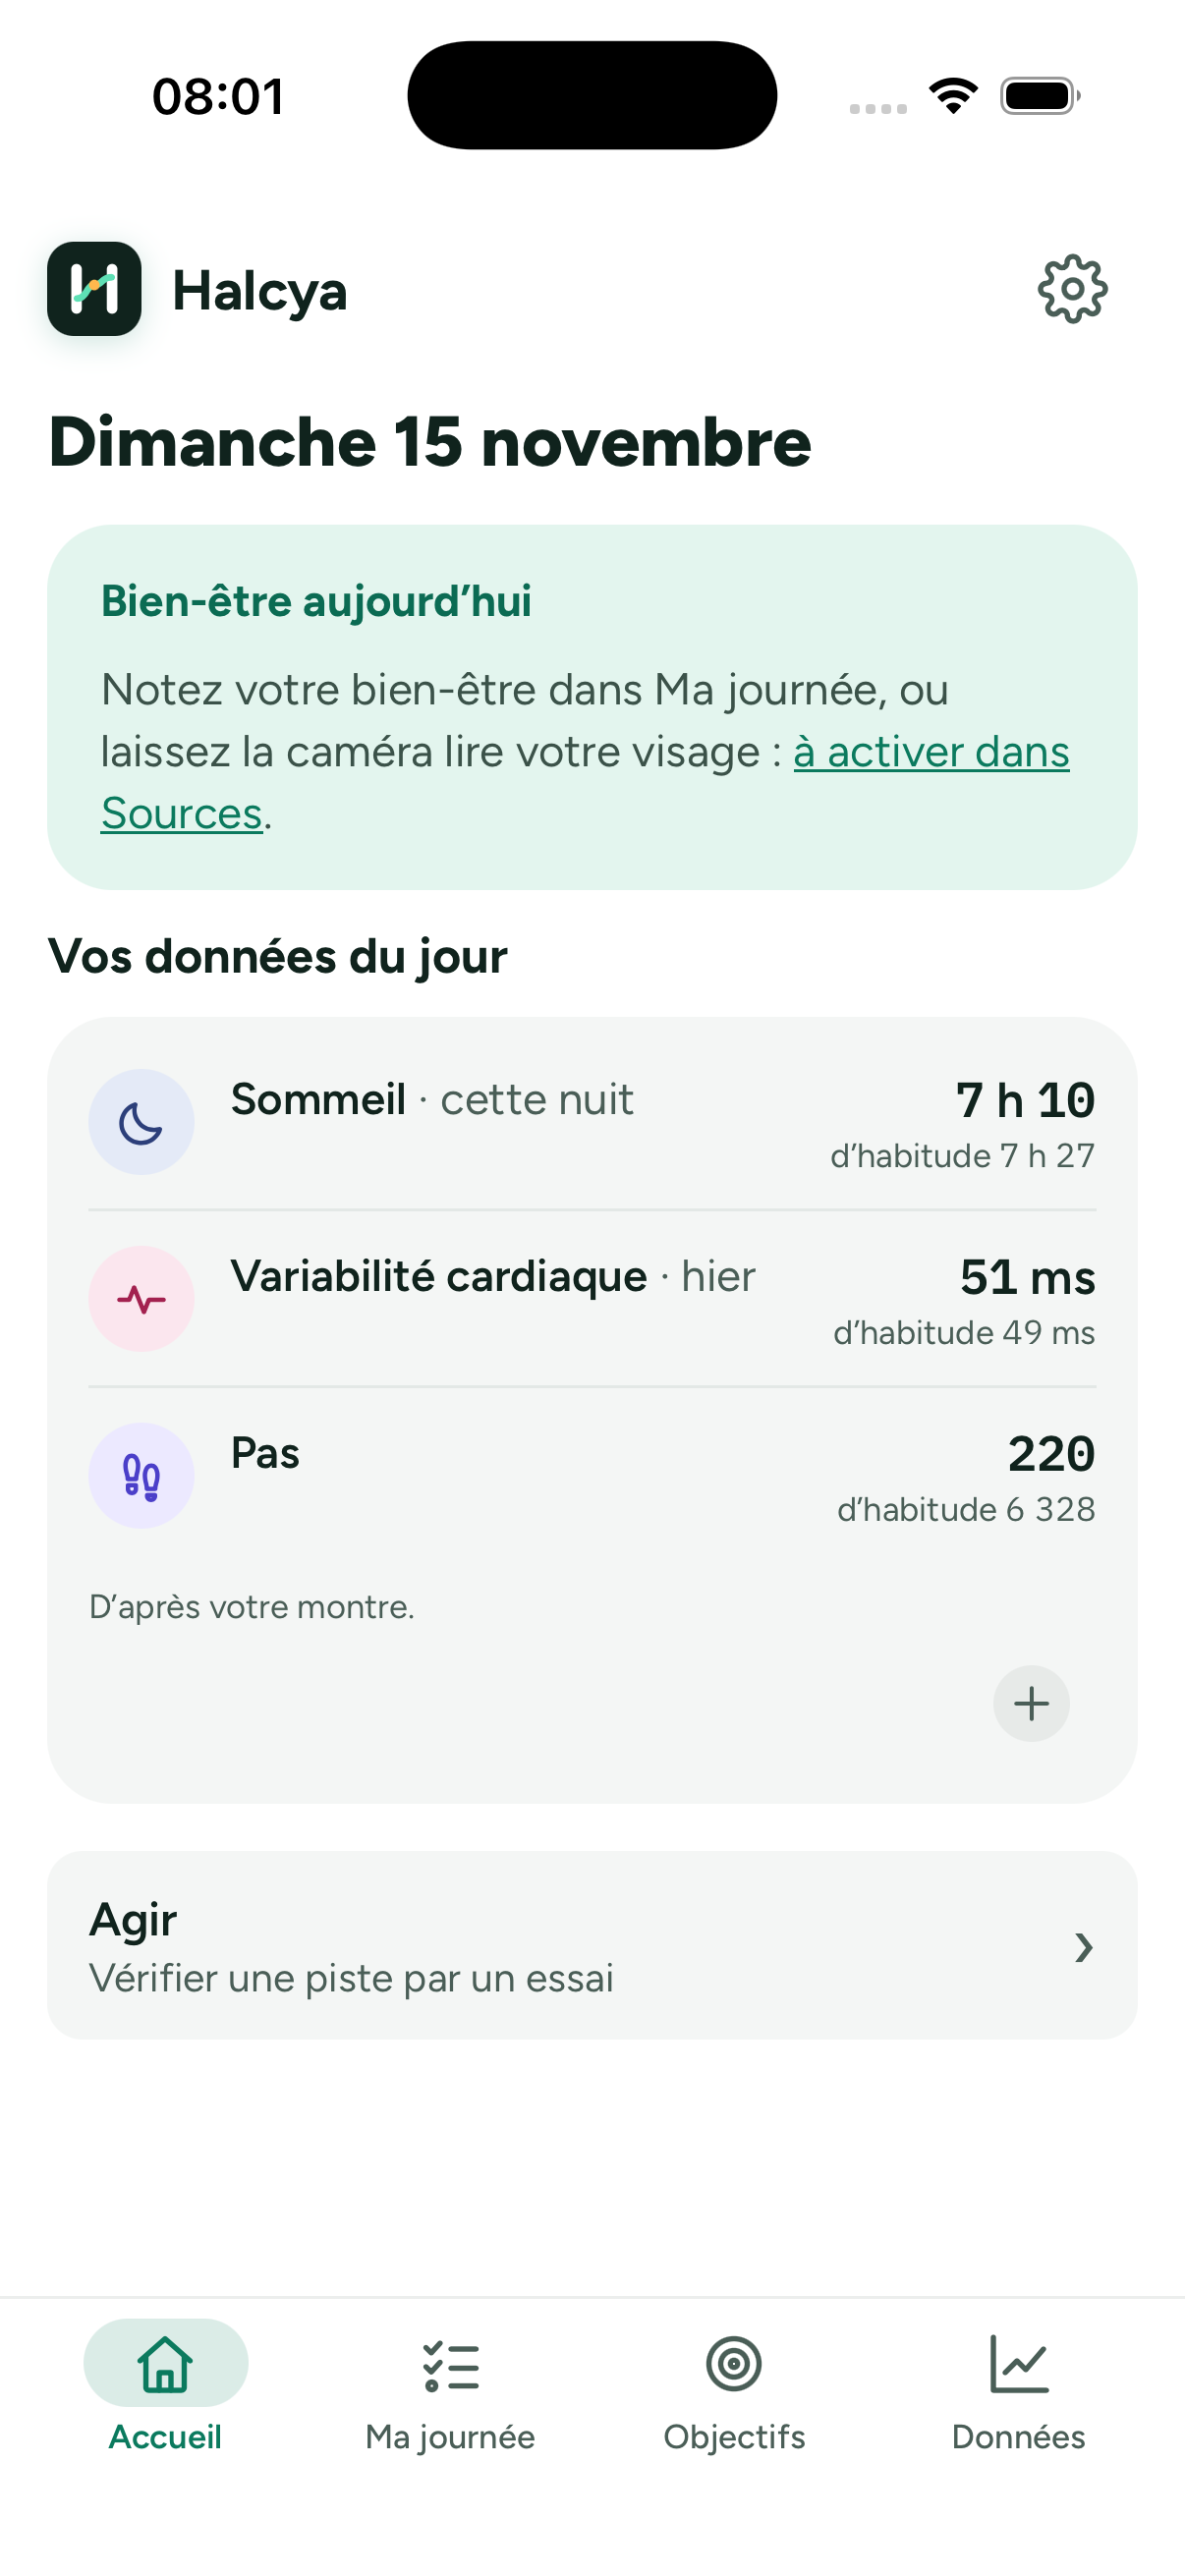 08:01
Halcya
Dimanche 15 novembre
Bien-être aujourd’hui
Notez votre bien-être dans Ma journée, ou
laissez la caméra lire votre visage : à activer dans
Sources.
Vos données du jour
Sommeil · cette nuit
7 h 10
d’habitude 7 h 27
Variabilité cardiaque · hier
51 ms
d’habitude 49 ms
Pas
220
d’habitude 6 328
D’après votre montre.
Agir
Vérifier une piste par un essai
Accueil
Ma journée
Objectifs
Données